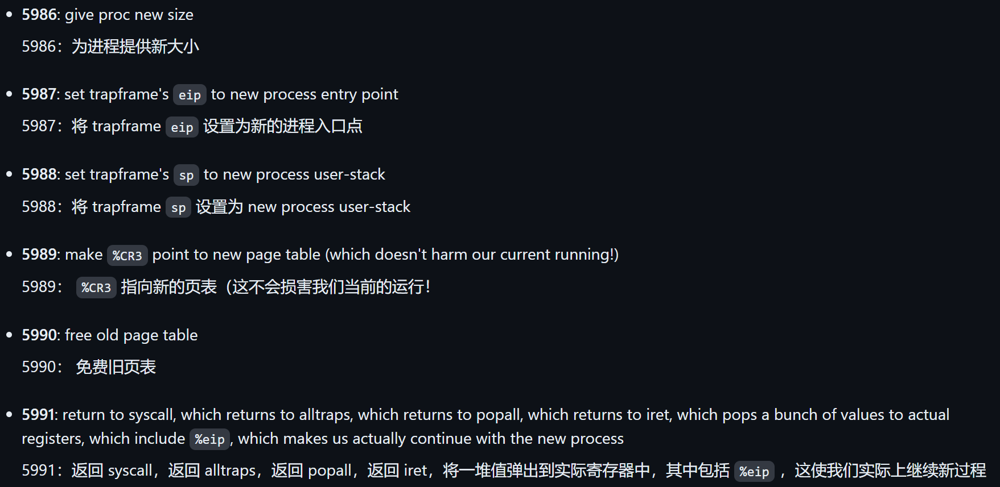 5986: give proc new size
5986：为进程提供新大小
5987: set trapframe's eip to new process entry point
5987：将 trapframe eip 设置为新的进程入口点
5988: set trapframe's sp to new process user-stack
5988：将 trapframe sp 设置为 new process user-stack
5989: make %CR3 point to new page table (which doesn't harm our current running!)
5989： %CR3 指向新的页表（这不会损害我们当前的运行！
5990: free old page table
5990： 免费旧页表
5991: return to syscall, which returns to alltraps, which returns to popall, which returns to iret, which pops a bunch of values to actual
registers, which include %eip, which makes us actually continue with the new process
5991：返回 syscall，返回 alltraps，返回 popall，返回 iret，将一堆值弹出到实际寄存器中，其中包括 %eip ，这使我们实际上继续新过程